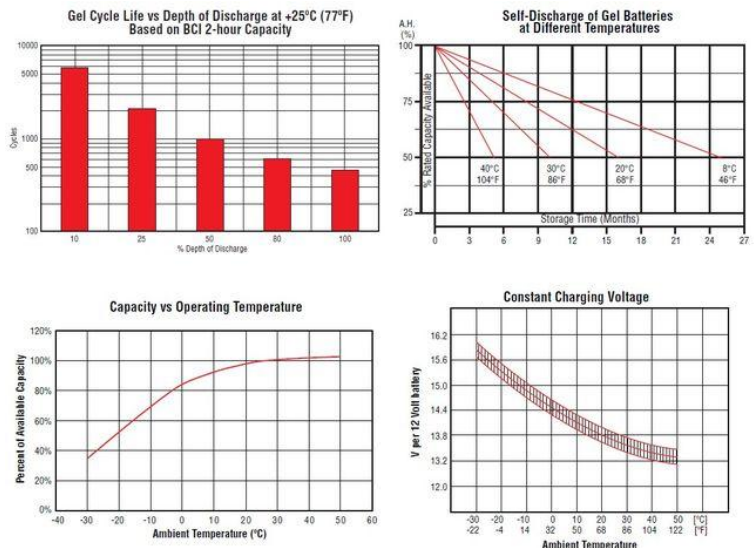 Gel Cycle Life vs Depth of Discharge at +25ºC (77ºF)
Based on BCI 2-hour Capacity
10000
5000
1000
500
100
Cycles
10 25 50 80 100
% Depth of Discharge
Self-Discharge of Gel Batteries
at Different Temperatures
A.H.
(%)
100
75
50
25
% Rated Capacity Available
40°C 30°C 20°C 8°C
104°F 86°F 68°F 46°F
Storage Time (Months)
0 3 6 9 12 15 18 21 24 27
Capacity vs Operating Temperature
120%
100%
80%
60%
40%
20%
0%
Percent of Available Capacity
-40 -30 -20 -10 0 10 20 30 40 50 60
Ambient Temperature (°C)
Constant Charging Voltage
16.2
15.6
15.0
14.4
13.8
13.2
12.0
V per 12 Volt battery
-30 -20 -10 0 10 20 30 40 50 [°C]
-22 -4 14 32 50 68 86 104 122 [°F]
Ambient Temperature